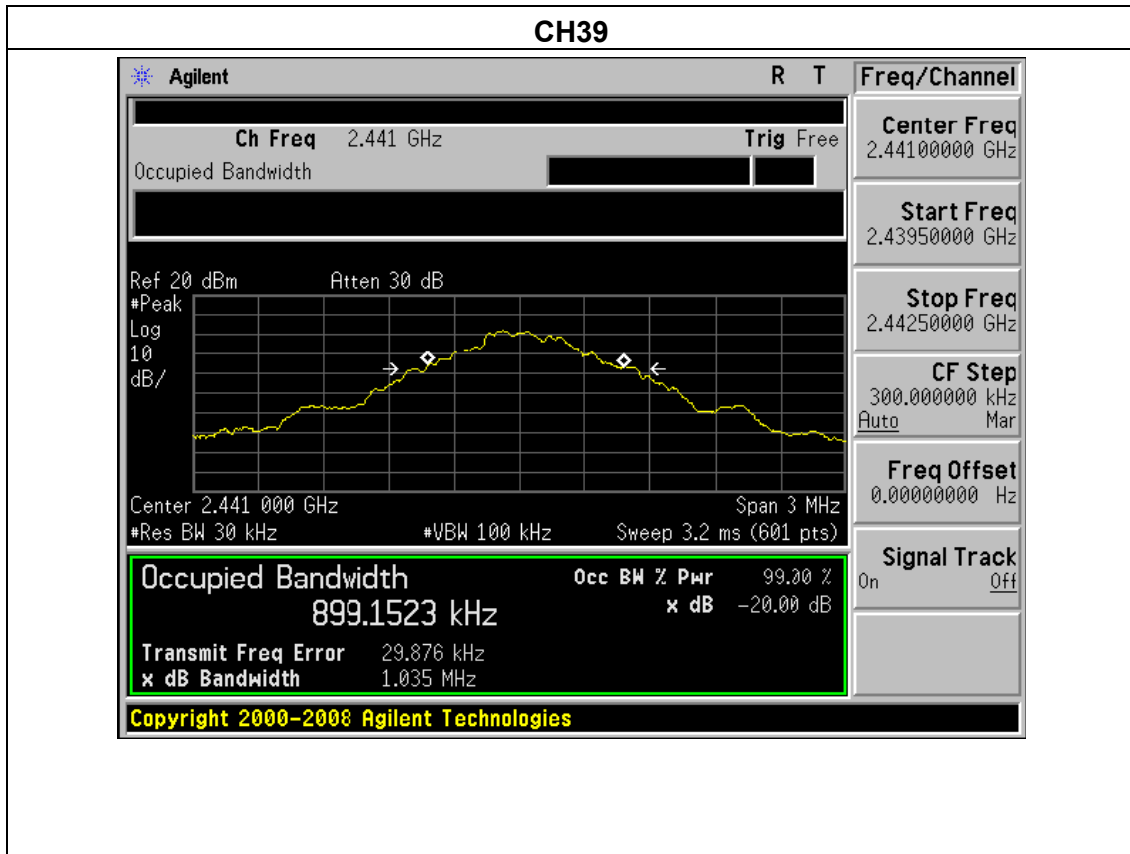 CH39
Agilent R T Freq/Channel
Ch Freq 2.441 GHz Trig Free
Occupied Bandwidth
Center Freq
2.44100000 GHz
Start Freq
2.43950000 GHz
Stop Freq
2.44250000 GHz
CF Step
300.000000 kHz
Auto Mar
Freq Offset
0.00000000 Hz
Signal Track
On Off
Ref 20 dBm Atten 30 dB
#Peak
Log
10
dB/
Center 2.441 000 GHz Span 3 MHz
#Res BW 30 kHz #VBW 100 kHz Sweep 3.2 ms (601 pts)
Occupied Bandwidth Occ BW % Pwr 99.00 %
899.1523 kHz x dB -20.00 dB
Transmit Freq Error 29.876 kHz
x dB Bandwidth 1.035 MHz
Copyright 2000-2008 Agilent Technologies